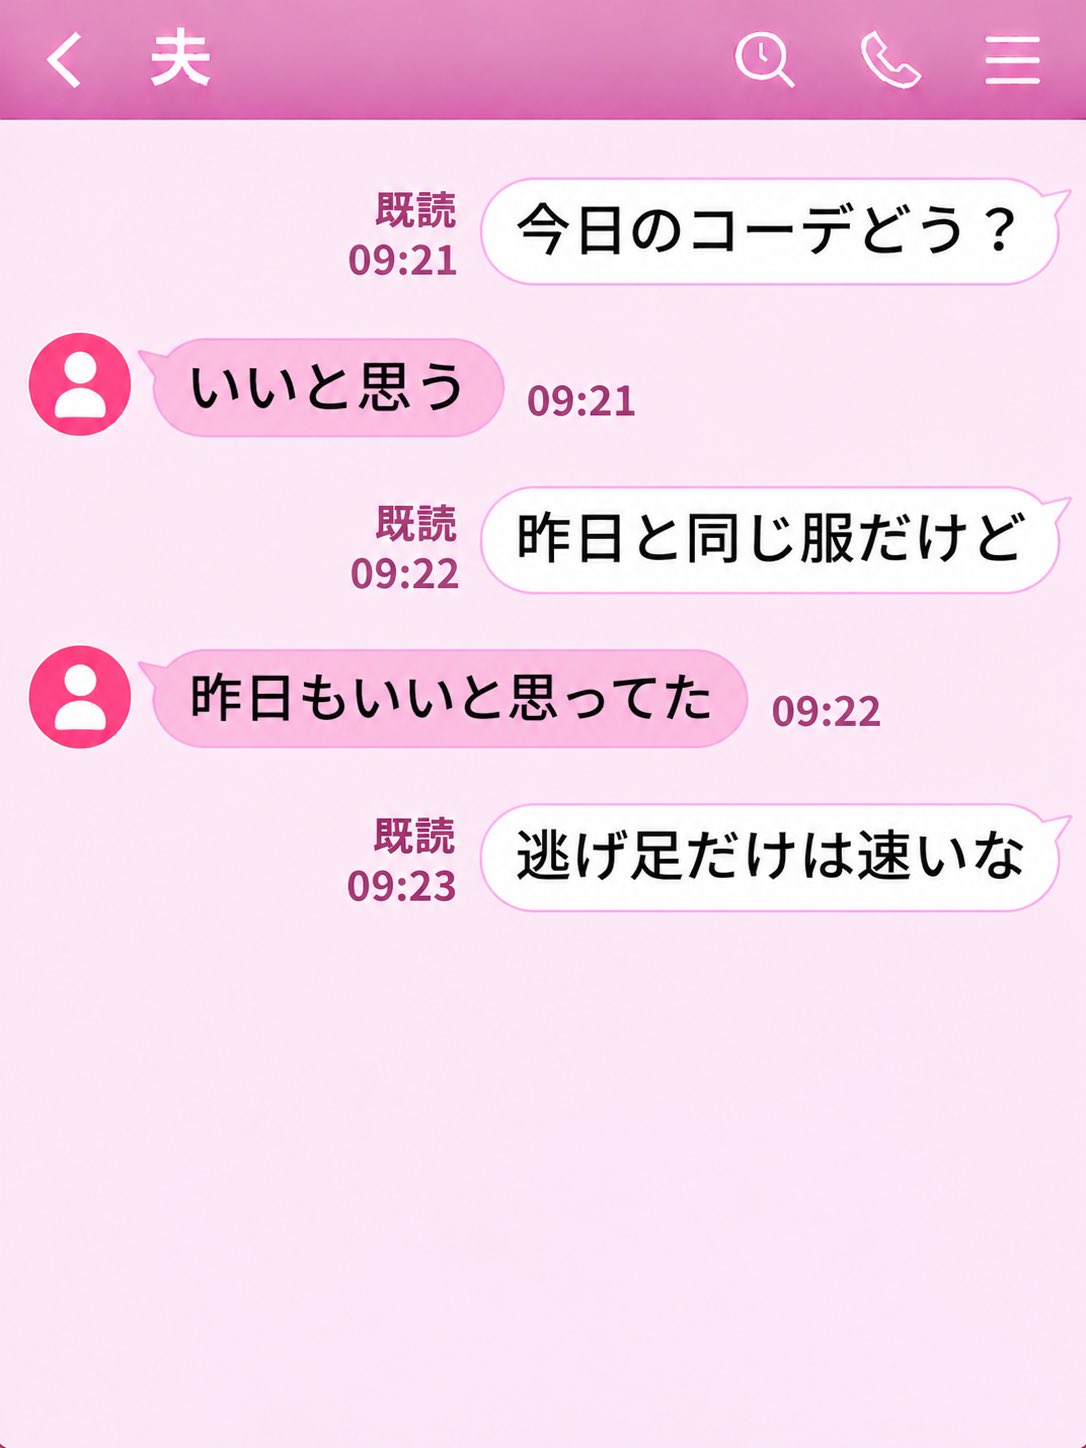 夫
既読
09:21
今日のコーデどう？
いいと思う
09:21
既読
09:22
昨日と同じ服だけど
昨日もいいと思ってた
09:22
既読
09:23
逃げ足だけは速いな